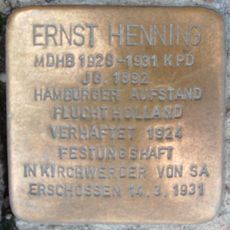 ERNST HENNING
MDHB 1928-1931 KPD
JG. 1892
HAMBURGER AUFSTAND
FLUCHT HOLLAND
VERHAFTET 1924
FESTUNGSHAFT
IN KIRCHWERDER VON SA
ERSCHOSSEN 14.3.1931